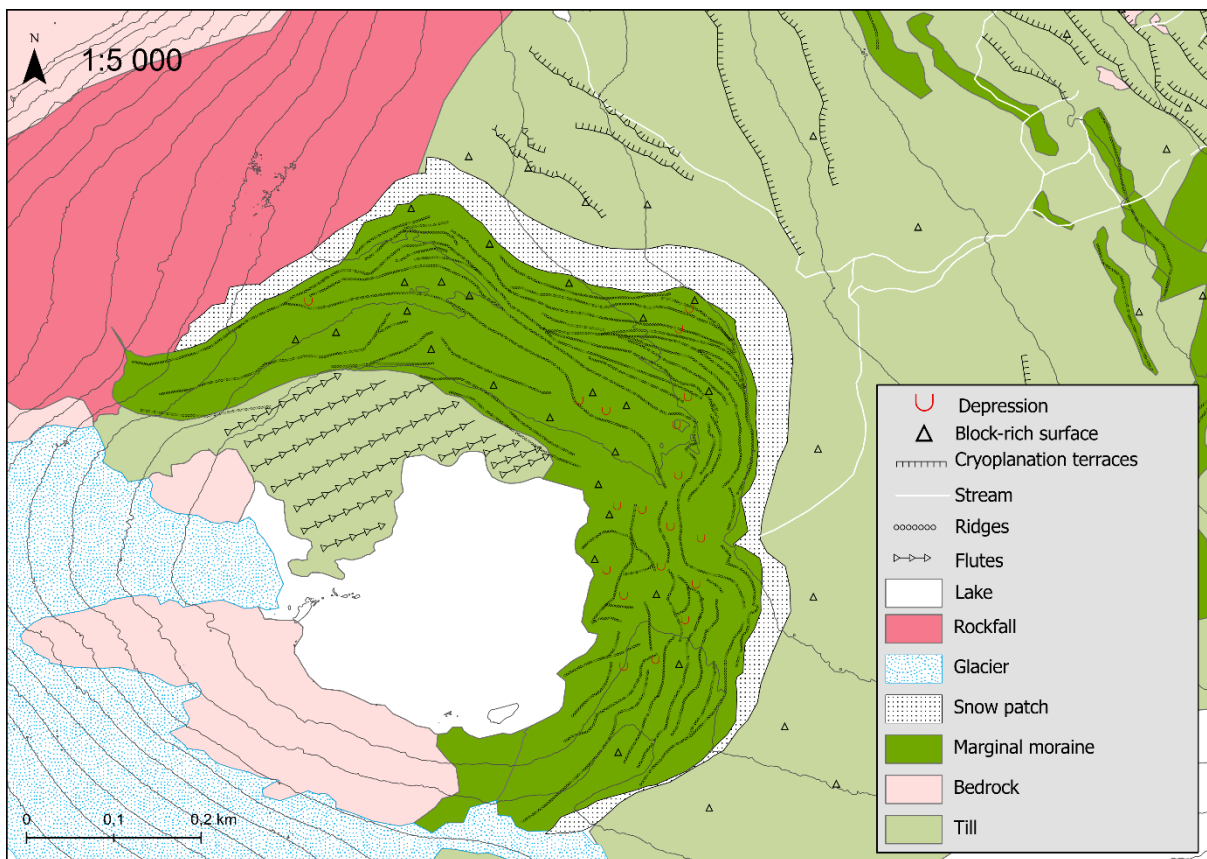 N
1:5 000
Depression
Block-rich surface
Cryoplanation terraces
Stream
Ridges
Flutes
Lake
Rockfall
Glacier
Snow patch
Marginal moraine
Bedrock
Till
0 0,1 0,2 km